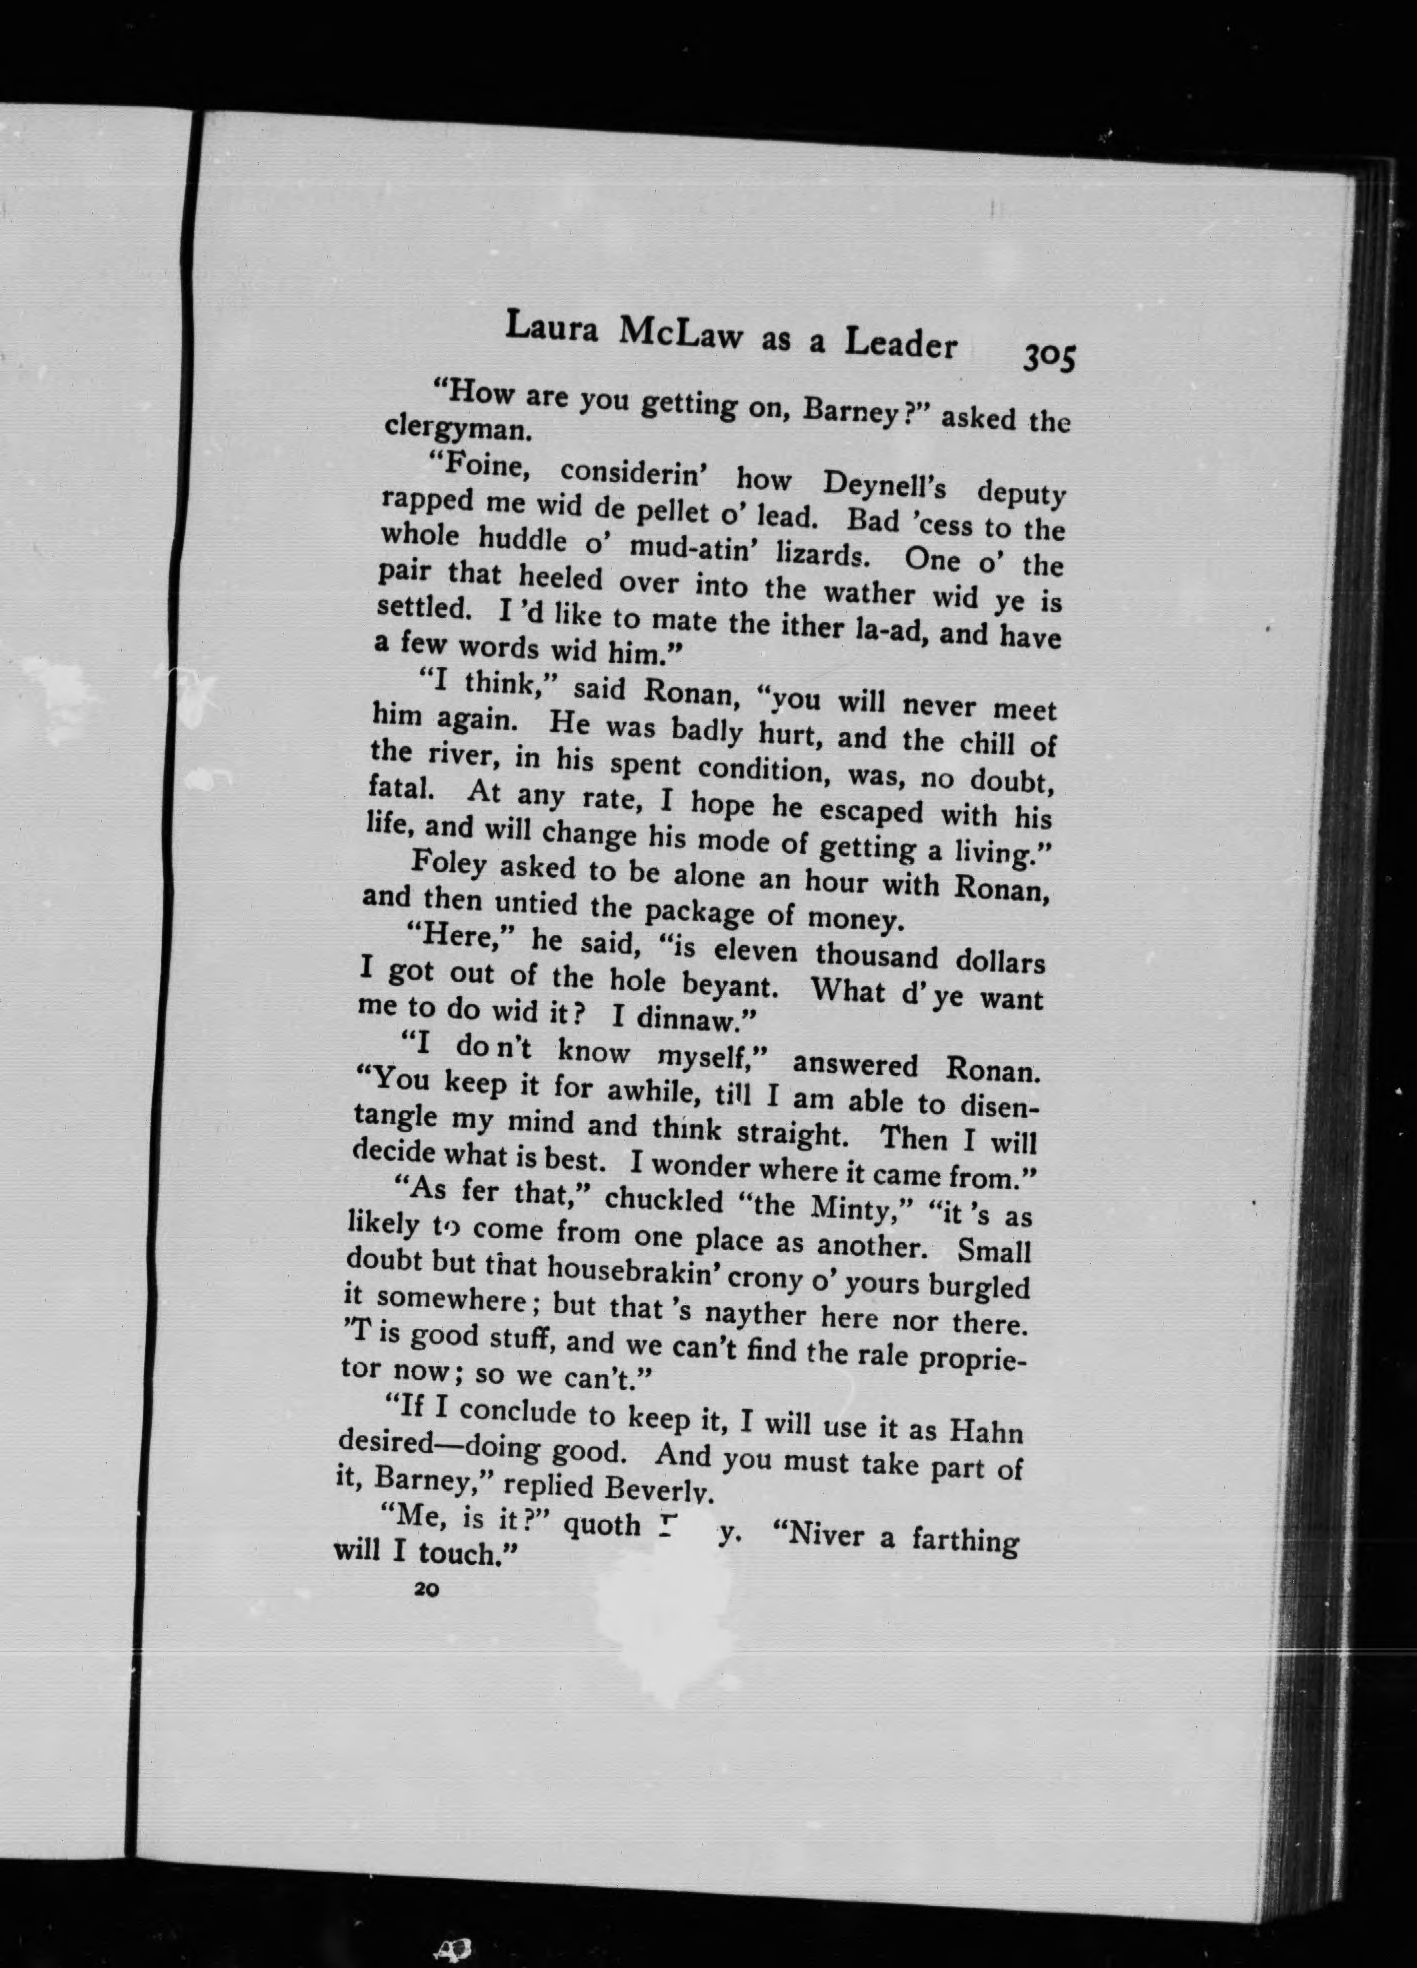 Laura McLaw as a Leader 305
"How are you getting on, Barney?" asked the
clergyman.
"Foine, considerin' how Deynell's deputy
rapped me wid de pellet o' lead. Bad 'cess to the
whole huddle o' mud-atin' lizards. One o' the
pair that heeled over into the wather wid ye is
settled. I 'd like to mate the ither la-ad, and have
a few words wid him."
"I think," said Ronan, "you will never meet
him again. He was badly hurt, and the chill of
the river, in his spent condition, was, no doubt,
fatal. At any rate, I hope he escaped with his
life, and will change his mode of getting a living."
Foley asked to be alone an hour with Ronan,
and then untied the package of money.
"Here," he said, "is eleven thousand dollars
I got out of the hole beyant. What d' ye want
me to do wid it? I dinnaw."
"I don't know myself," answered Ronan.
"You keep it for awhile, till I am able to disen-
tangle my mind and think straight. Then I will
decide what is best. I wonder where it came from."
"As fer that," chuckled "the Minty," "it 's as
likely to come from one place as another. Small
doubt but that housebrakin' crony o' yours burgled
it somewhere; but that 's nayther here nor there.
'T is good stuff, and we can't find the rale proprie-
tor now; so we can't."
"If I conclude to keep it, I will use it as Hahn
desired—doing good. And you must take part of
it, Barney," replied Beverly.
"Me, is it?" quoth y. "Niver a farthing
will I touch."
20